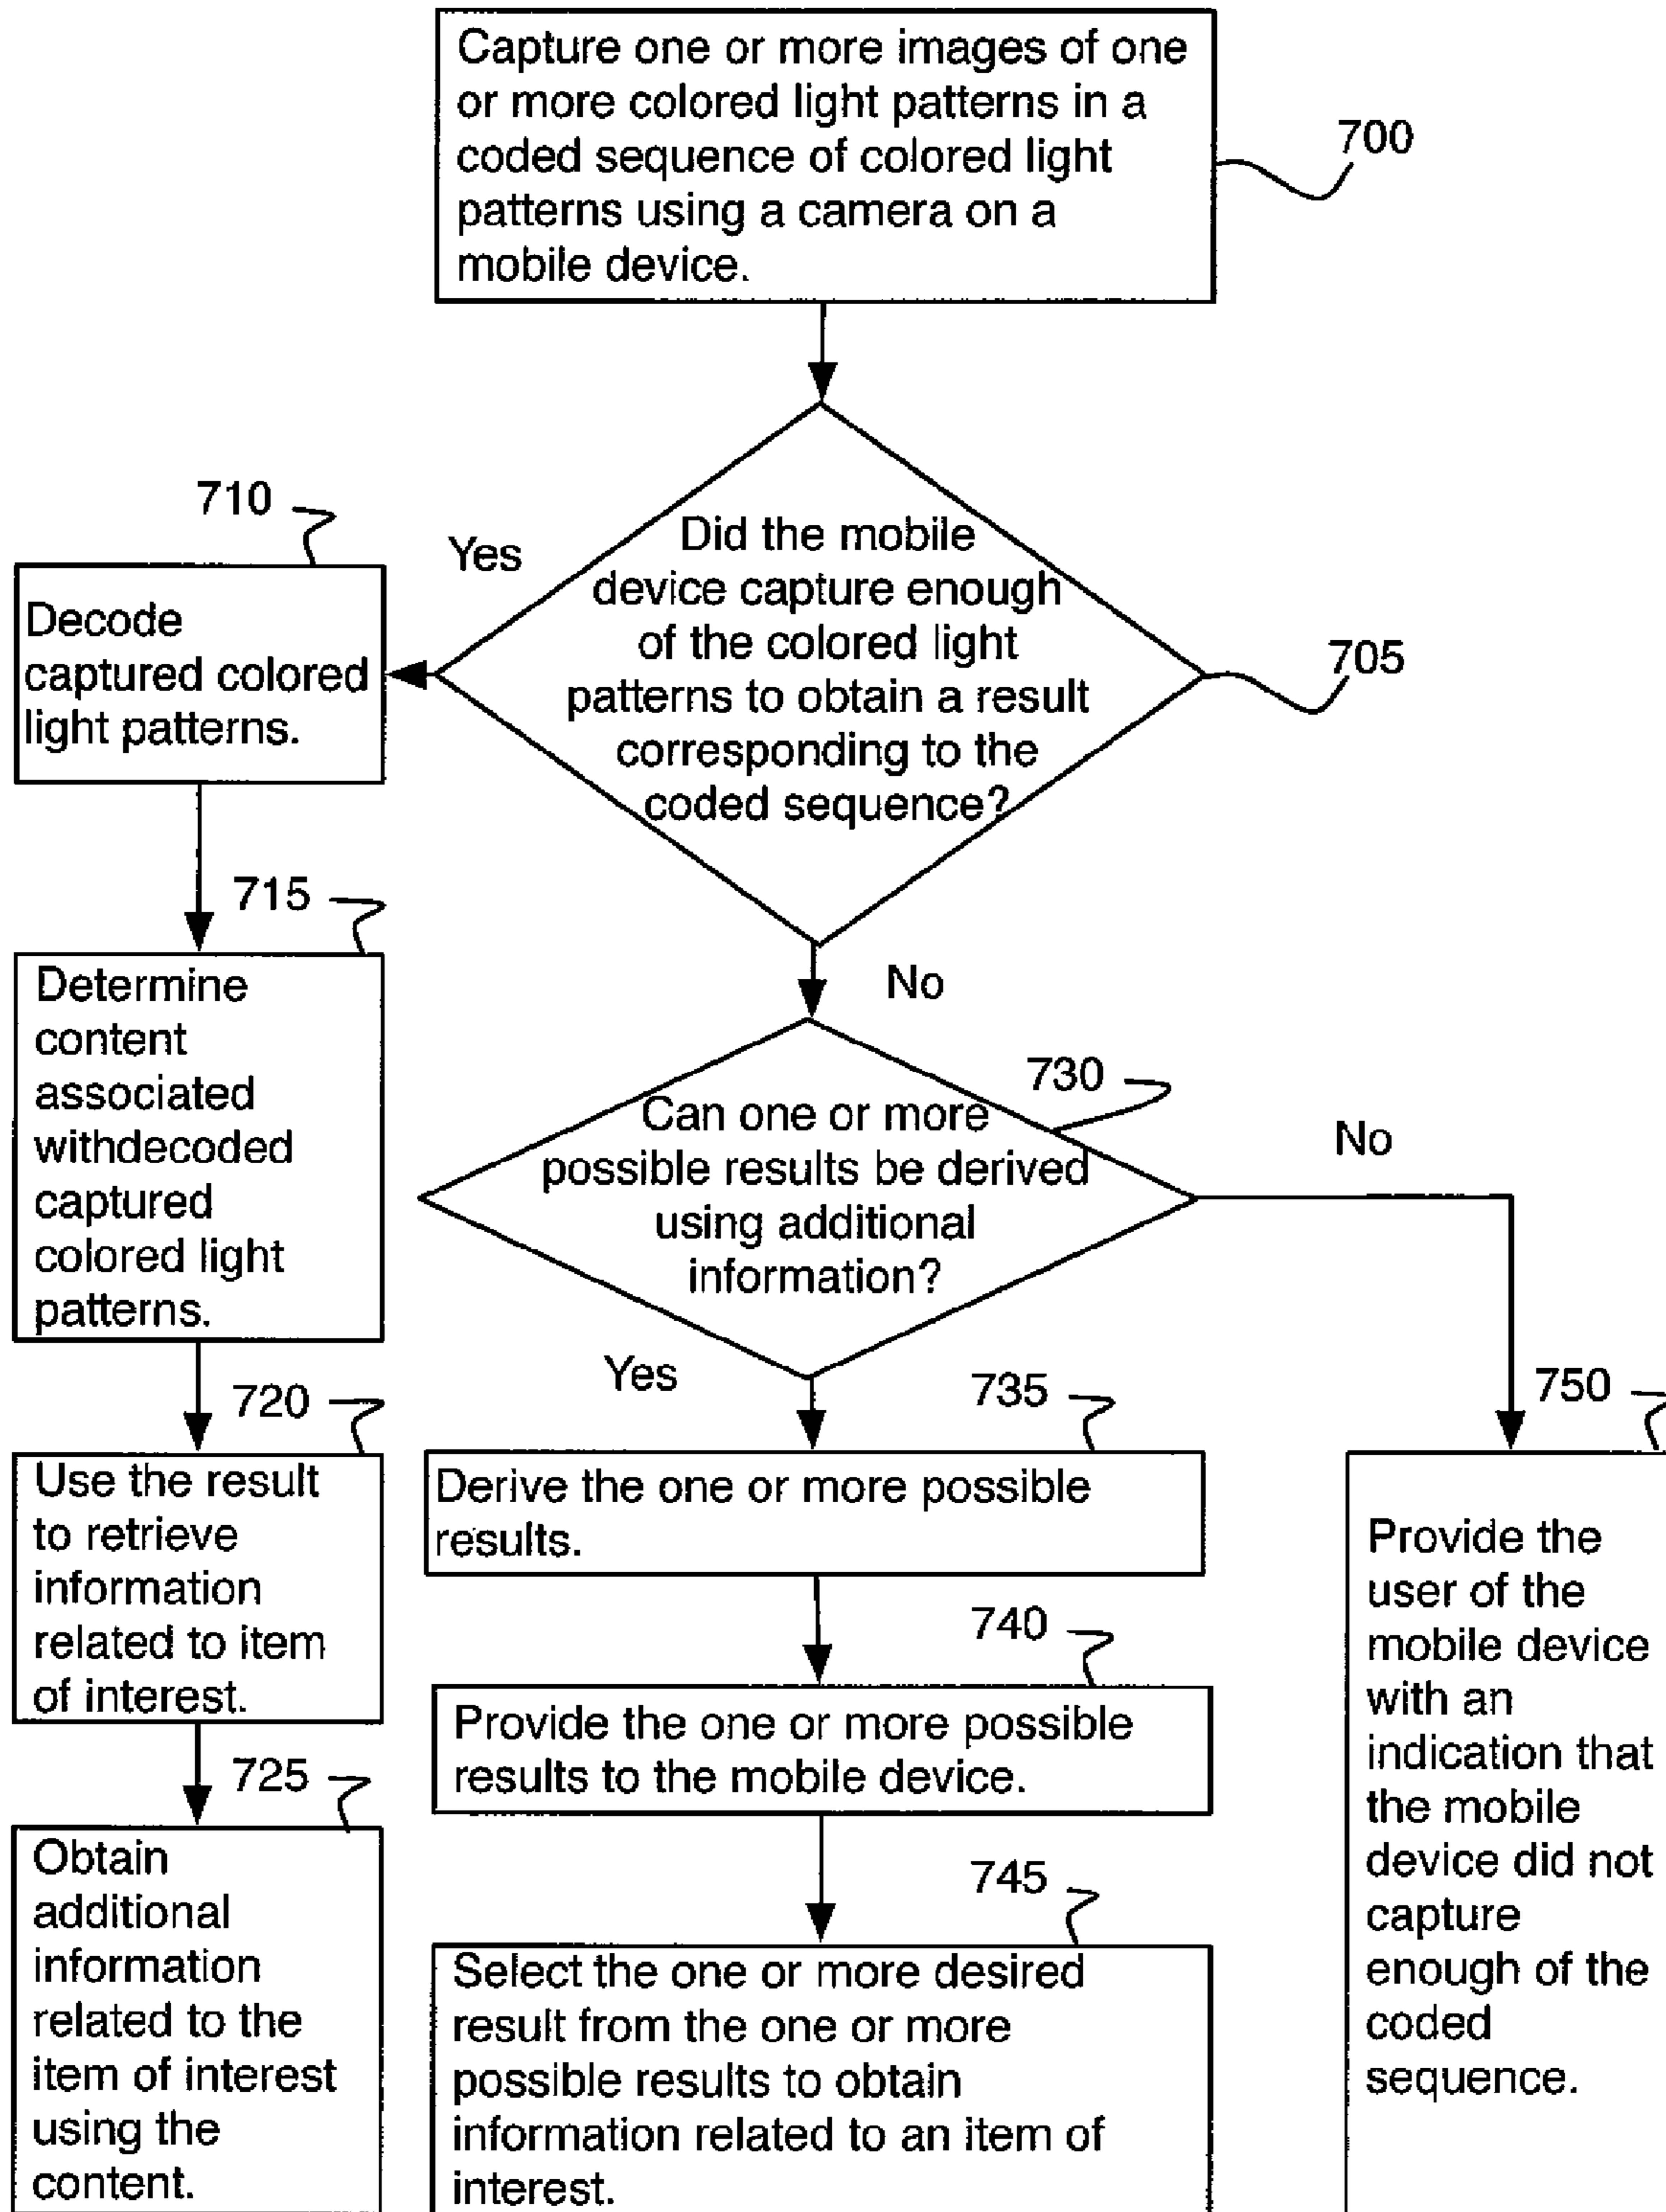 Capture one or more images of one
or more colored light patterns in a
coded sequence of colored light
patterns using a camera on a
mobile device.
700
Did the mobile
device capture enough
of the colored light
patterns to obtain a result
corresponding to the
coded sequence?
705
Yes
710
Decode
captured colored
light patterns.
715
Determine
content
associated
withdecoded
captured
colored light
patterns.
720
Use the result
to retrieve
information
related to item
of interest.
725
Obtain
additional
information
related to the
item of interest
using the
content.
No
730
Can one or more
possible results be derived
using additional
information?
Yes
735
Derive the one or more possible
results.
740
Provide the one or more possible
results to the mobile device.
745
Select the one or more desired
result from the one or more
possible results to obtain
information related to an item of
interest.
No
750
Provide the
user of the
mobile device
with an
indication that
the mobile
device did not
capture
enough of the
coded
sequence.